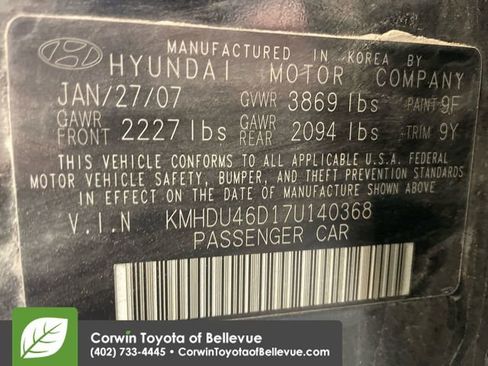 MANUFACTURED IN KOREA BY
HYUNDAI MOTOR COMPANY
JAN/27/07 GVWR 3869 lbs PAINT 9F
GAWR FRONT 2227 lbs GAWR REAR 2094 lbs TRIM 9Y
THIS VEHICLE CONFORMS TO ALL APPLICABLE U.S.A. FEDERAL
MOTOR VEHICLE SAFETY, BUMPER, AND THEFT PREVENTION STANDARDS
IN EFFECT ON THE DATE OF MANUFACTURE SHOWN ABOVE
V.I.N KMHDU46D17U140368
PASSENGER CAR
Corwin Toyota of Bellevue
(402) 733-4445 • CorwinToyotaofBellevue.com